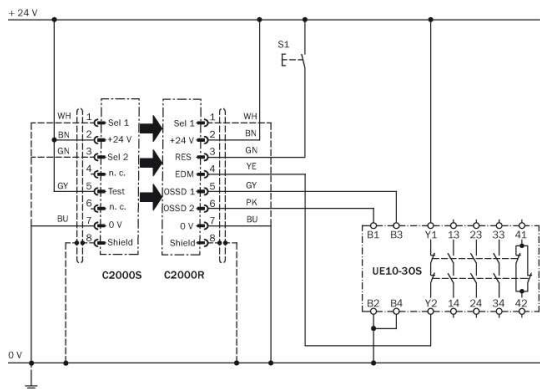 + 24 V
S1
WH 1 Sel 1 Sel 1 1 WH
BN 2 +24 V +24 V 2 BN
GN 3 Sel 2 RES 3 GN
4 n. c. EDM 4 YE
GY 5 Test OSSD 1 5 GY
6 n. c. OSSD 2 6 PK
BU 7 0 V 0 V 7 BU
8 Shield Shield 8
C2000S C2000R
B1 B3 Y1 13 23 33 41
UE10-30S
B2 B4 Y2 14 24 34 42
0 V